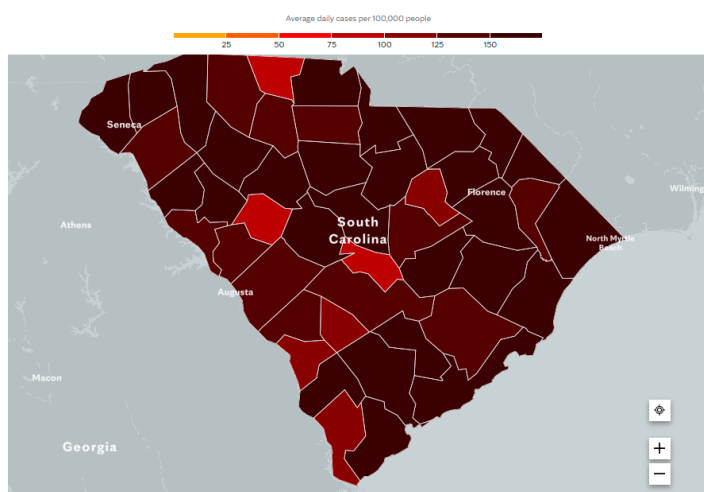 Average daily cases per 100,000 people
25 50 75 100 125 150
Seneca
Florence
Wilming
Athens
South
Carolina
North Myrtle
Beach
Augusta
Macon
Georgia
+
−